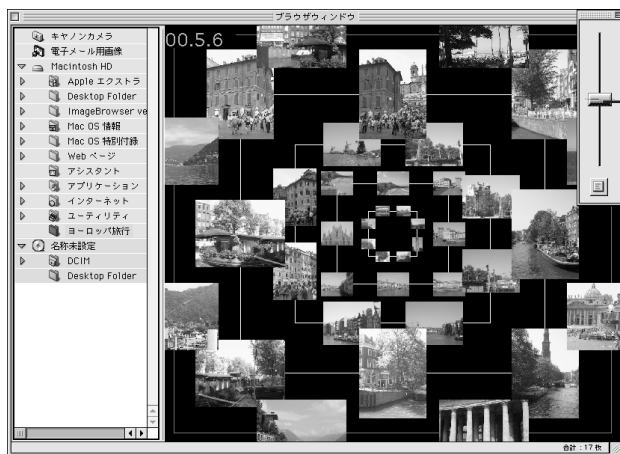 ブラウザウィンドウ
キヤノンカメラ
電子メール用画像
Macintosh HD
Apple エクストラ
Desktop Folder
ImageBrowser ve
Mac OS 情報
Mac OS 特別付録
Web ページ
アシスタント
アプリケーション
インターネット
ユーティリティ
ヨーロッパ旅行
名称未設定
DCIM
Desktop Folder
00.5.6
合計:17 枚